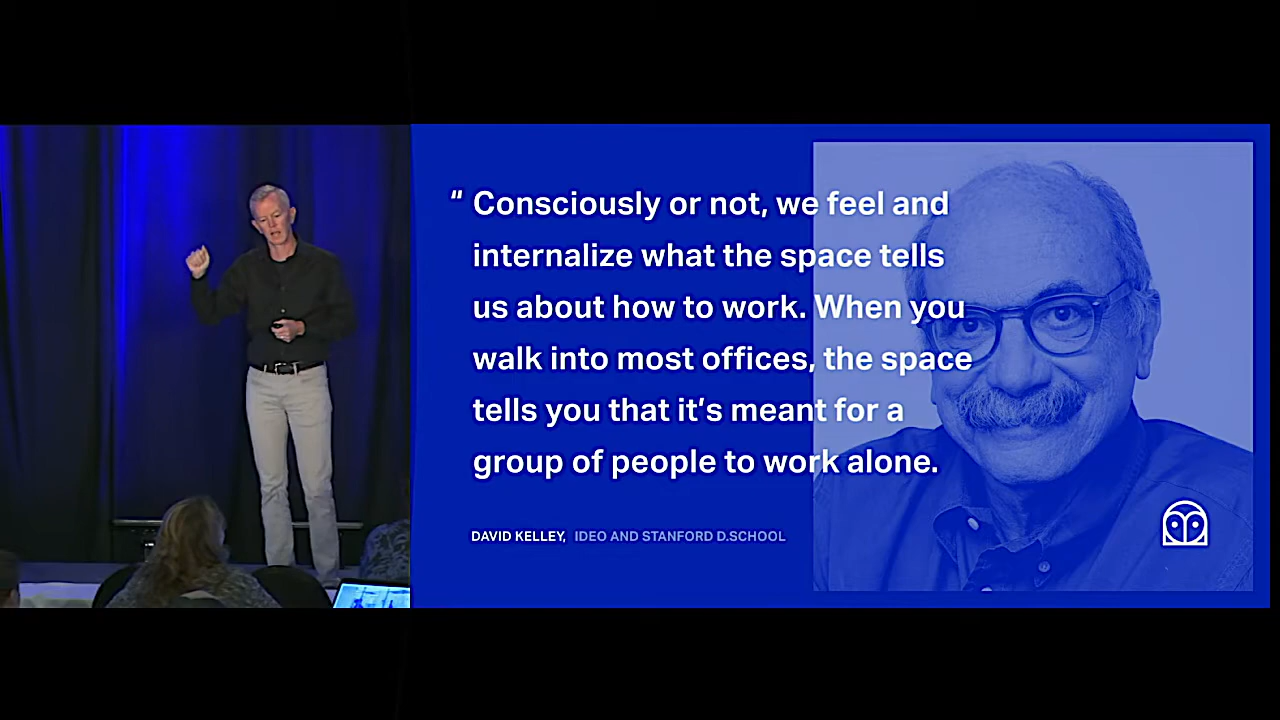 “ Consciously or not, we feel and
internalize what the space tells
us about how to work. When you
walk into most offices, the space
tells you that it’s meant for a
group of people to work alone.
DAVID KELLEY, IDEO AND STANFORD D.SCHOOL